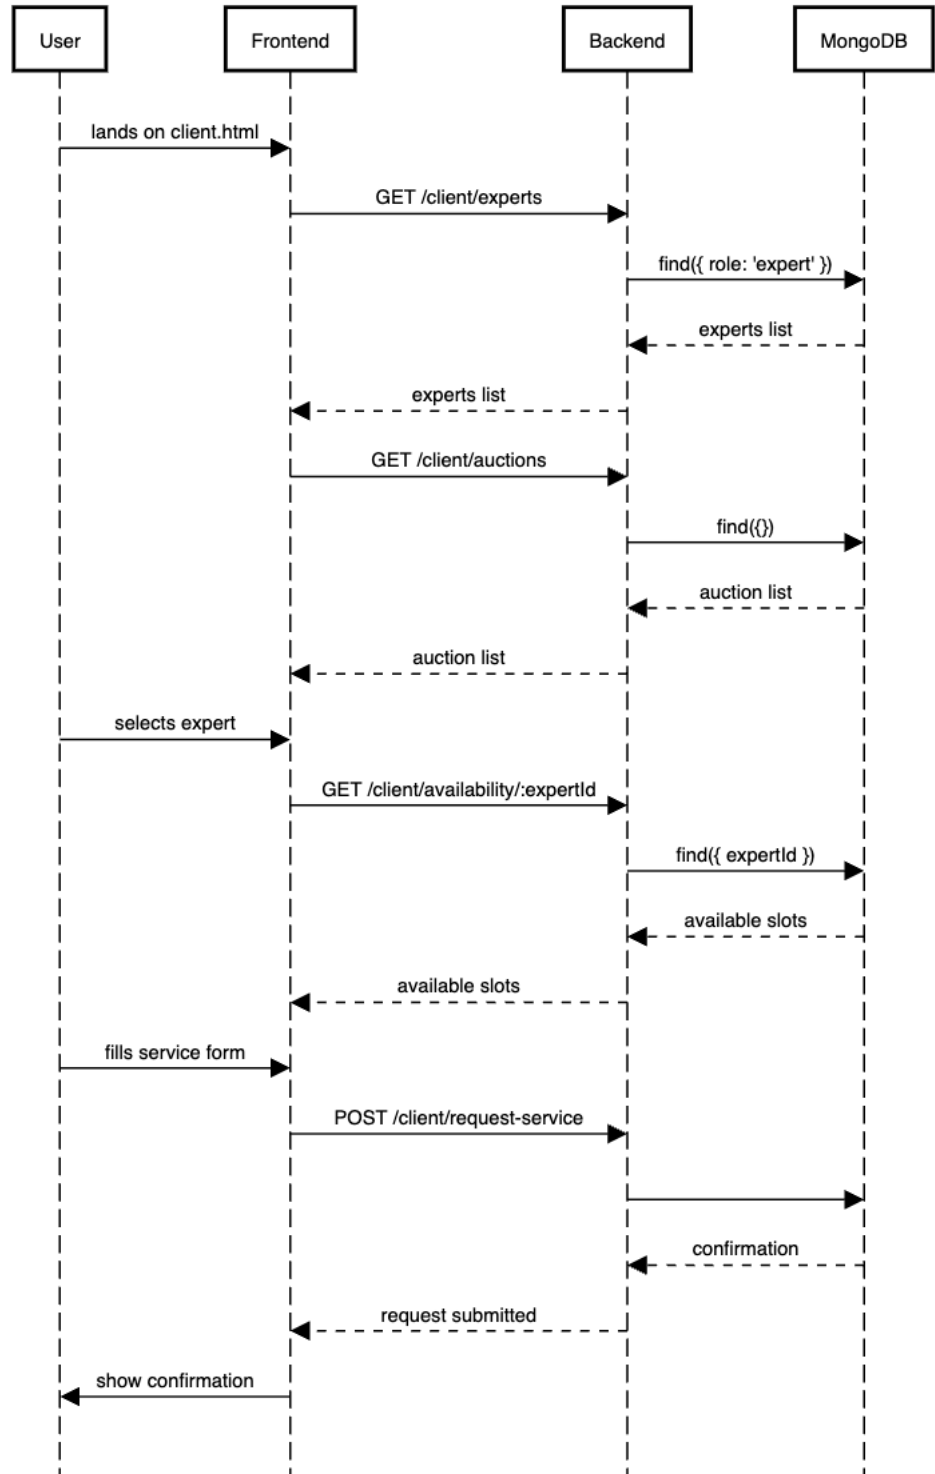 User
Frontend
Backend
MongoDB
lands on client.html
GET /client/experts
find({ role: 'expert' })
experts list
experts list
GET /client/auctions
find({})
auction list
auction list
selects expert
GET /client/availability/:expertId
find({ expertId })
available slots
available slots
fills service form
POST /client/request-service
confirmation
request submitted
show confirmation